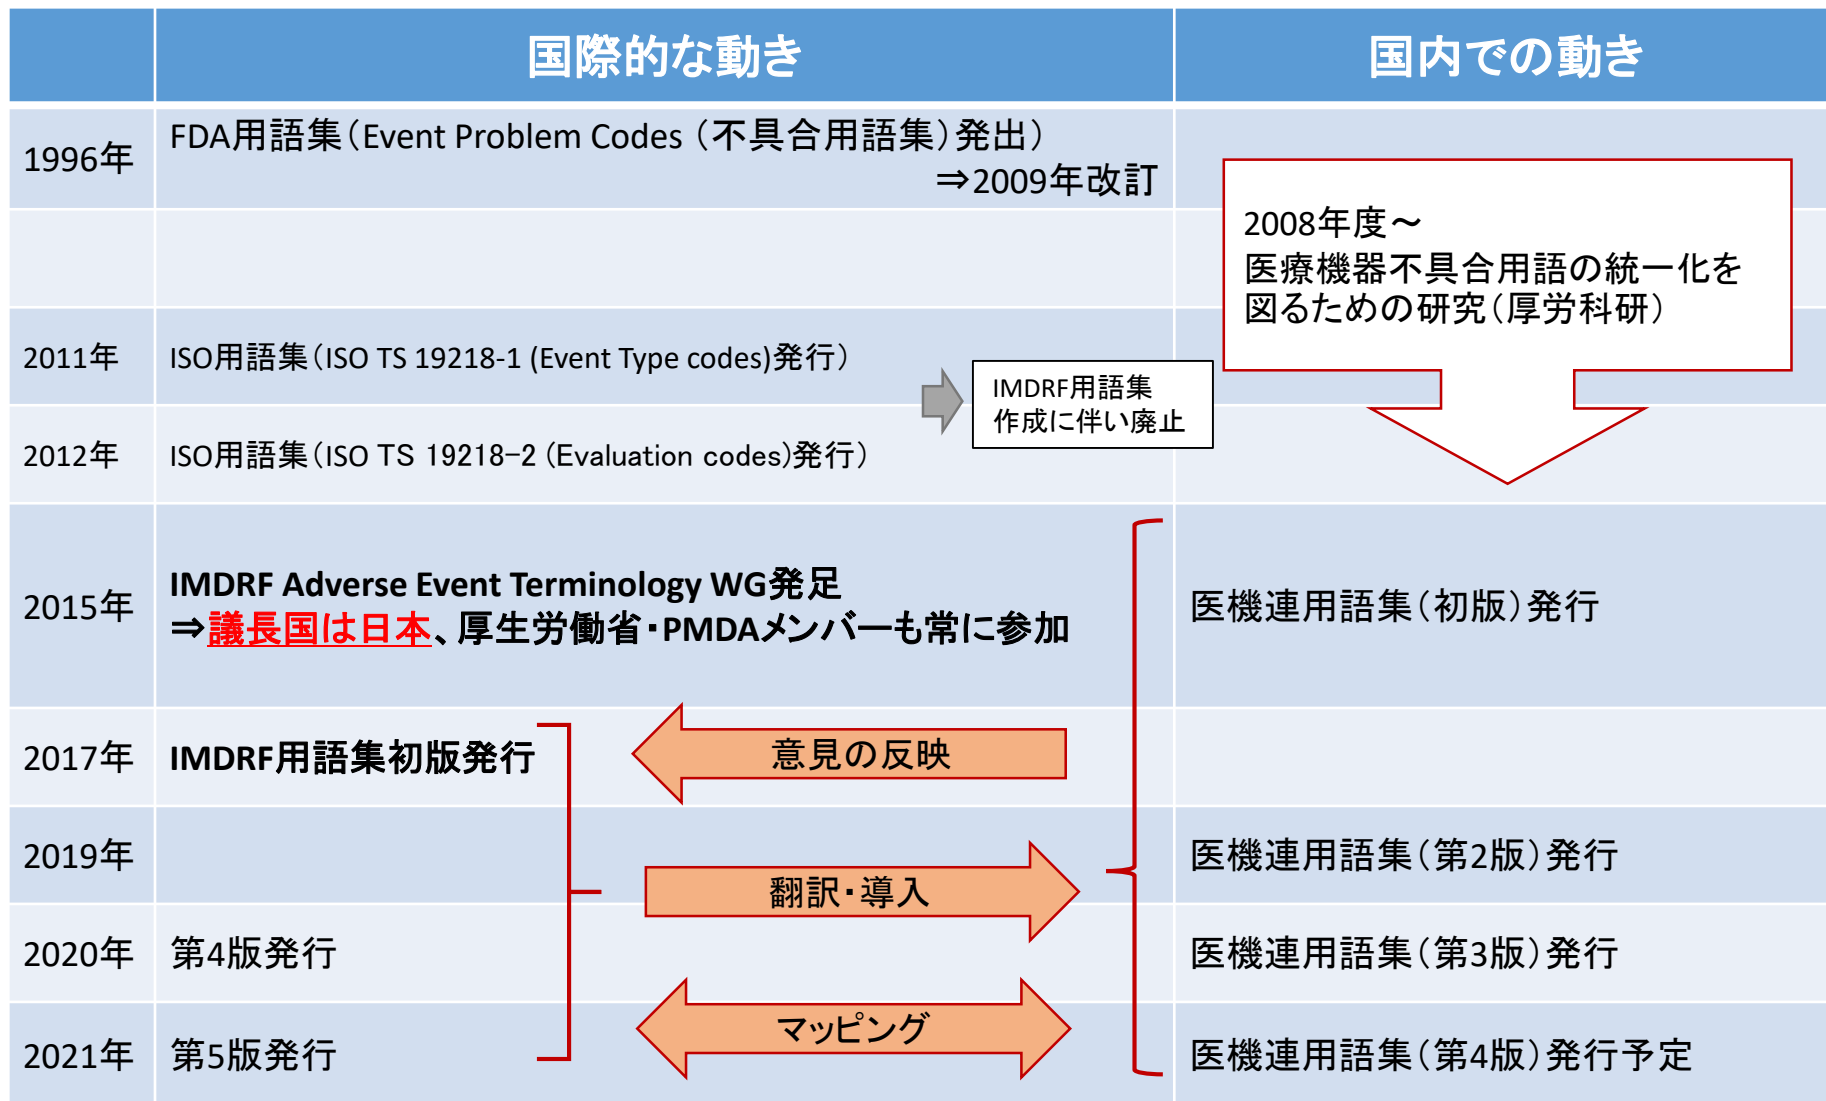 国際的な動き
国内での動き
1996年
FDA用語集（Event Problem Codes （不具合用語集）発出）
⇒2009年改訂
2008年度～
医療機器不具合用語の統一化を
図るための研究（厚労科研）
2011年
ISO用語集（ISO TS 19218-1 (Event Type codes)発行）
IMDRF用語集
作成に伴い廃止
2012年
ISO用語集（ISO TS 19218-2 (Evaluation codes)発行）
2015年
IMDRF Adverse Event Terminology WG発足
⇒議長国は日本、厚生労働省・PMDAメンバーも常に参加
医機連用語集（初版）発行
2017年
IMDRF用語集初版発行
意見の反映
2019年
翻訳・導入
医機連用語集（第2版）発行
2020年
第4版発行
医機連用語集（第3版）発行
2021年
第5版発行
マッピング
医機連用語集（第4版）発行予定